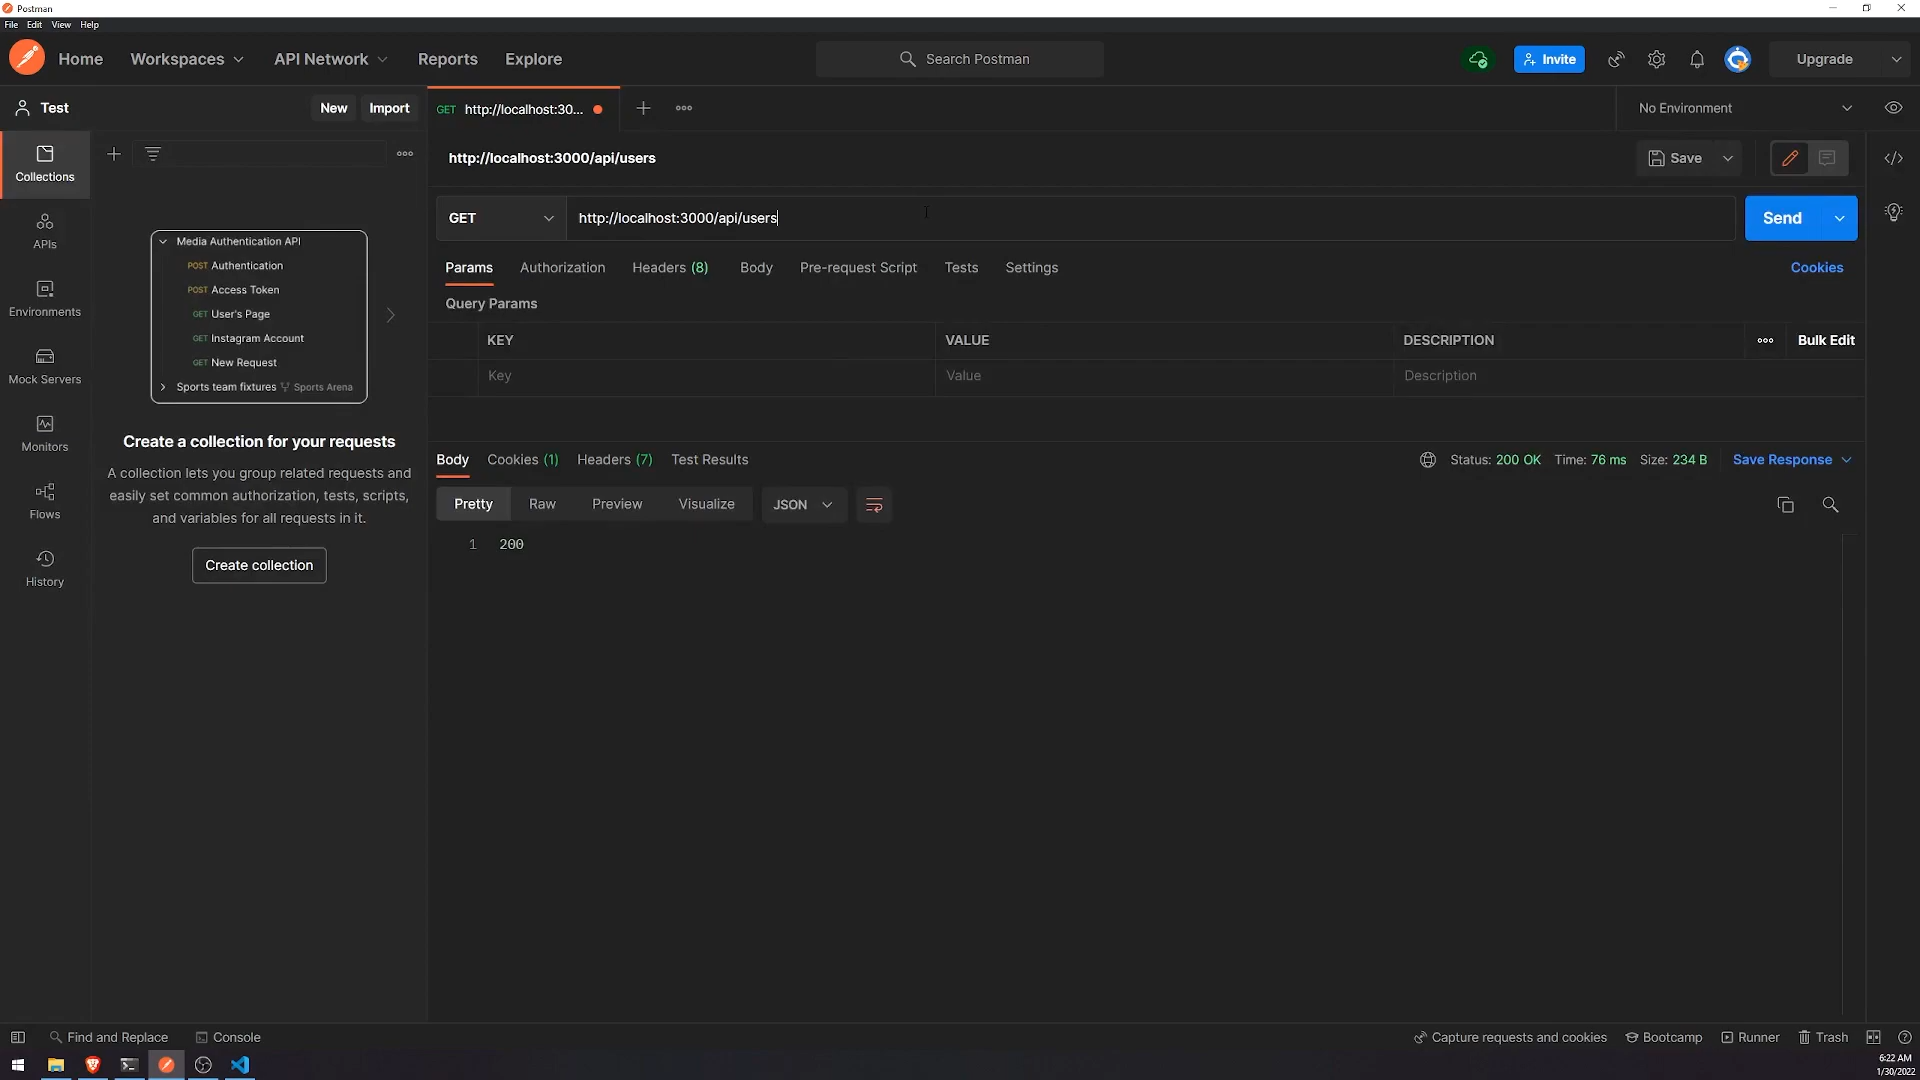 Postman
File Edit View Help
Home Workspaces API Network Reports Explore Search Postman Invite Upgrade
Test New Import GET http://localhost:30... No Environment
Collections
http://localhost:3000/api/users Save
GET http://localhost:3000/api/users Send
APIs
Environments
Mock Servers
Monitors
Flows
History
Media Authentication API
POST Authentication
POST Access Token
GET User's Page
GET Instagram Account
GET New Request
Sports team fixtures Sports Arena
Create a collection for your requests
A collection lets you group related requests and
easily set common authorization, tests, scripts,
and variables for all requests in it.
Create collection
Params Authorization Headers (8) Body Pre-request Script Tests Settings Cookies
Query Params
KEY VALUE DESCRIPTION Bulk Edit
Key Value Description
Body Cookies (1) Headers (7) Test Results Status: 200 OK Time: 76 ms Size: 234 B Save Response
Pretty Raw Preview Visualize JSON
1 200
Find and Replace Console Capture requests and cookies Bootcamp Runner Trash
6:22 AM
1/30/2022